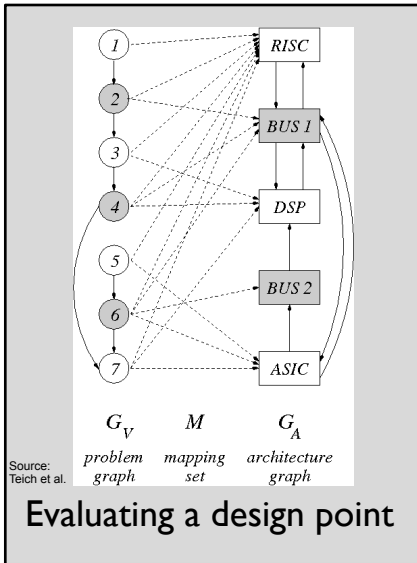 1
RISC
2
BUS 1
3
4
DSP
5
BUS 2
6
7
ASIC
G_V M G_A
problem mapping architecture
graph set graph
Source:
Teich et al.
Evaluating a design point